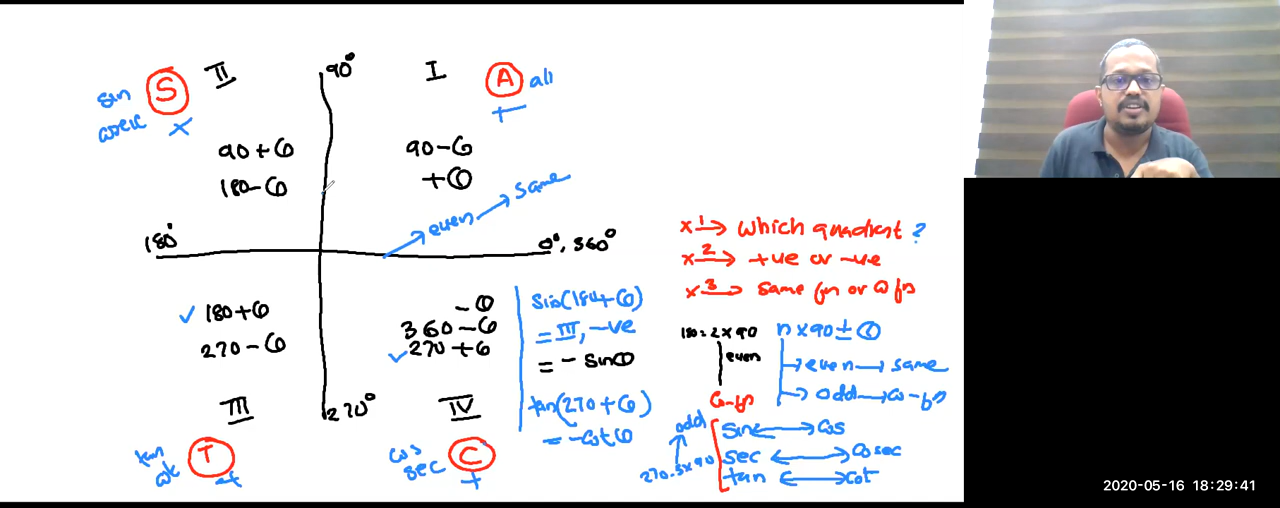 II
90°
I
S
sin
cosec
+
A
all
+
90+θ
180-θ
90-θ
+θ
even → same
180°
0°, 360°
✓ 180+θ
270-θ
-θ
360-θ
✓ 270+θ
III
270°
IV
tan
cot
T
+
cos
sec
C
+
sin(180+θ)
= III, -ve
= - sinθ
tan(270+θ)
= -cotθ
x 1→ which quadrant ?
x 2→ +ve or -ve
x 3→ same fn or co fn
180=2×90
even
n×90±θ
→ even → same
→ odd → co-fn
co-fn
odd
270=3×90
sin ↔ cos
sec ↔ cosec
tan ↔ cot
2020-05-16 18:29:41